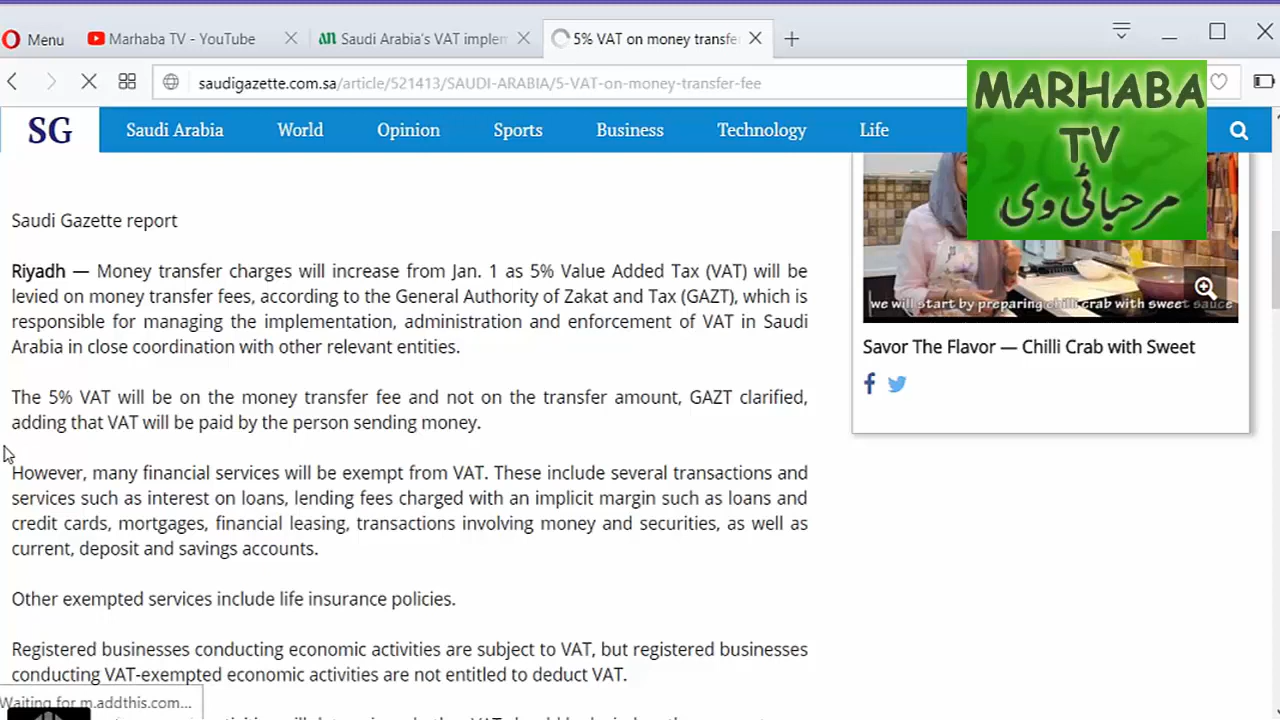 Menu
Marhaba TV - YouTube
Saudi Arabia's VAT implem
5% VAT on money transfe
saudigazette.com.sa/article/521413/SAUDI-ARABIA/5-VAT-on-money-transfer-fee
SG
Saudi Arabia
World
Opinion
Sports
Business
Technology
Life
MARHABA
TV
مرحبا ٹی وی
Saudi Gazette report
Riyadh — Money transfer charges will increase from Jan. 1 as 5% Value Added Tax (VAT) will be
levied on money transfer fees, according to the General Authority of Zakat and Tax (GAZT), which is
responsible for managing the implementation, administration and enforcement of VAT in Saudi
Arabia in close coordination with other relevant entities.
The 5% VAT will be on the money transfer fee and not on the transfer amount, GAZT clarified,
adding that VAT will be paid by the person sending money.
However, many financial services will be exempt from VAT. These include several transactions and
services such as interest on loans, lending fees charged with an implicit margin such as loans and
credit cards, mortgages, financial leasing, transactions involving money and securities, as well as
current, deposit and savings accounts.
Other exempted services include life insurance policies.
Registered businesses conducting economic activities are subject to VAT, but registered businesses
conducting VAT-exempted economic activities are not entitled to deduct VAT.
we will start by preparing chilli crab with sweet sauce
Savor The Flavor — Chilli Crab with Sweet
Waiting for m.addthis.com...